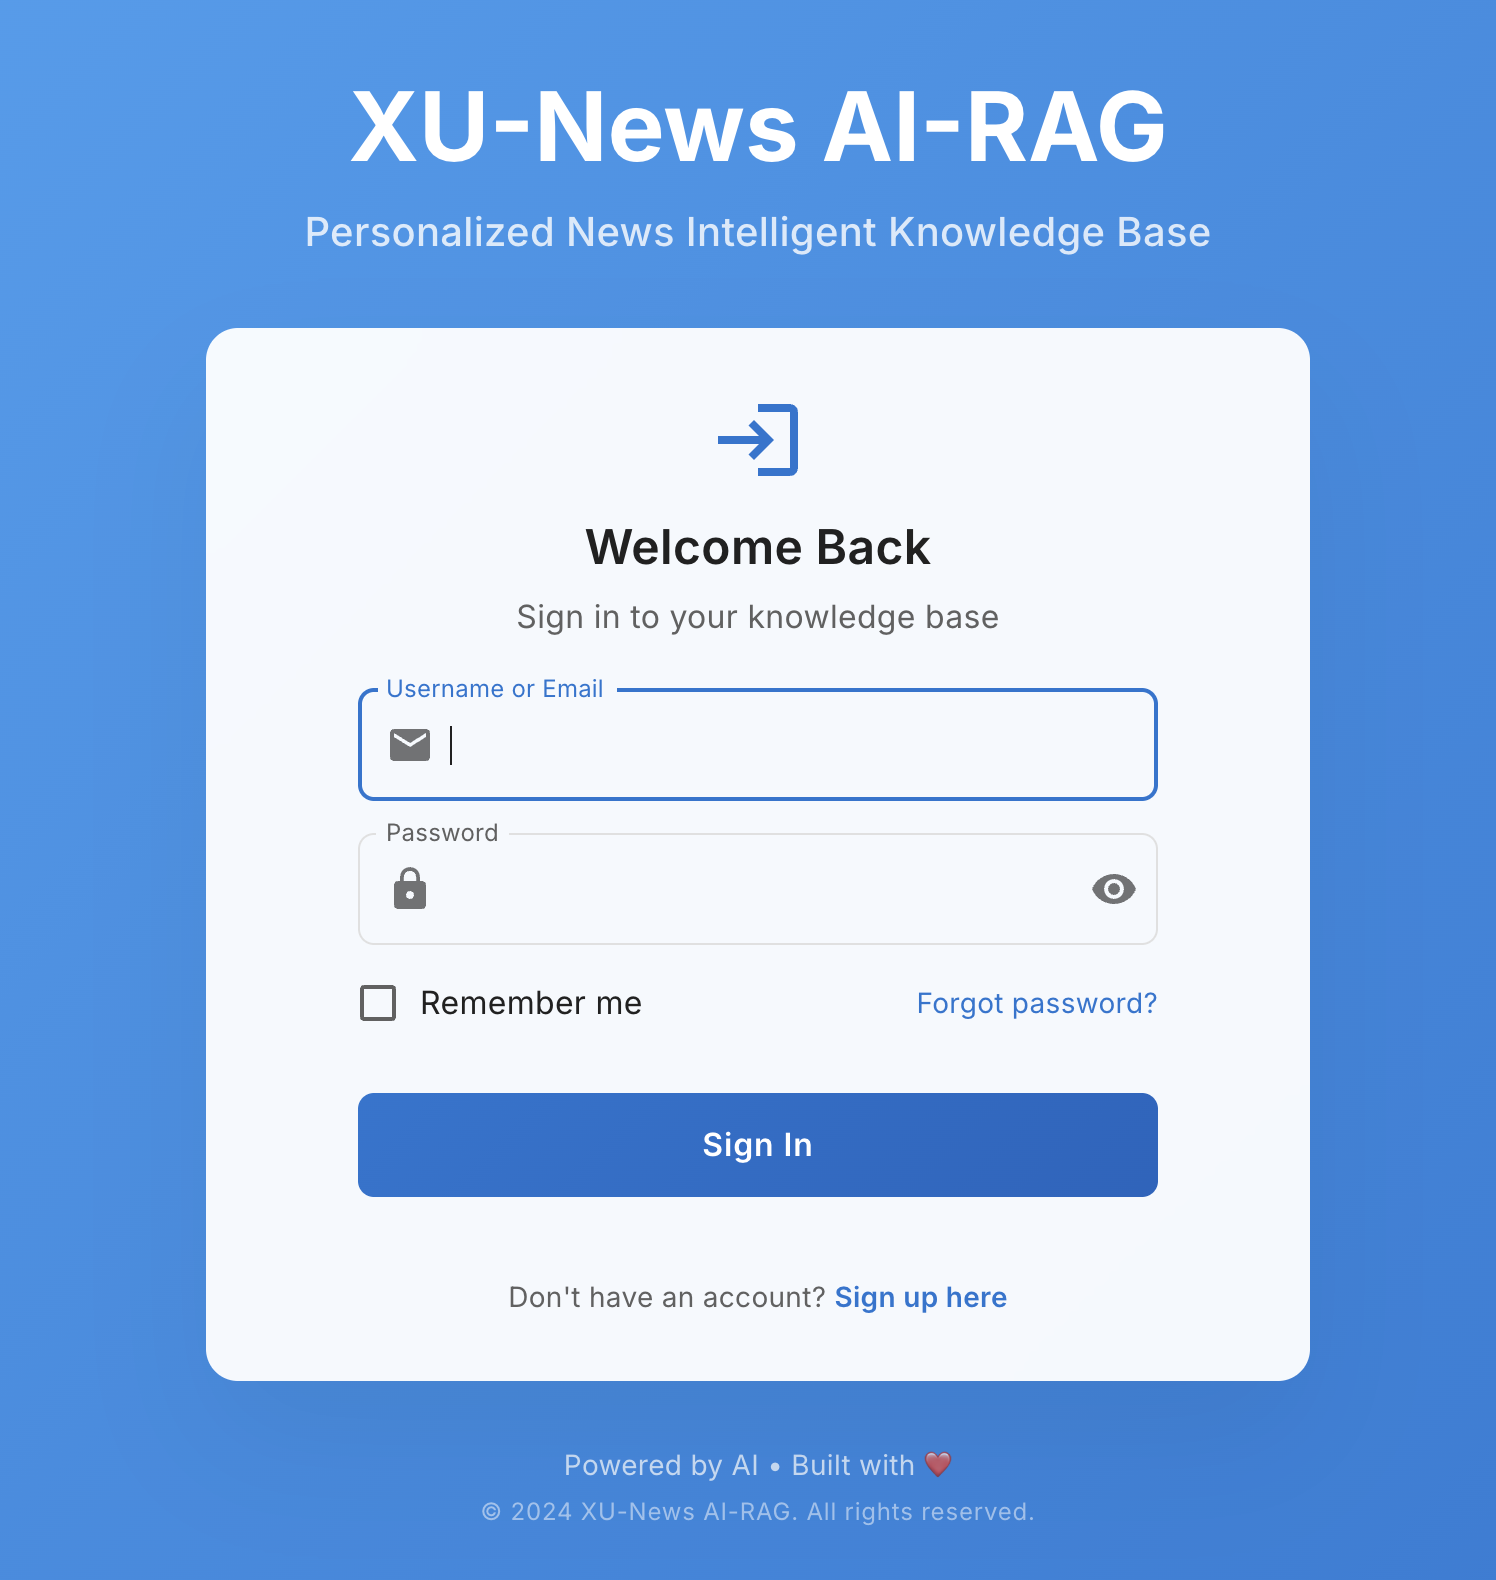 XU-News AI-RAG
Personalized News Intelligent Knowledge Base
Welcome Back
Sign in to your knowledge base
Username or Email
Password
Remember me
Forgot password?
Sign In
Don't have an account? Sign up here
Powered by AI • Built with ❤️
© 2024 XU-News AI-RAG. All rights reserved.